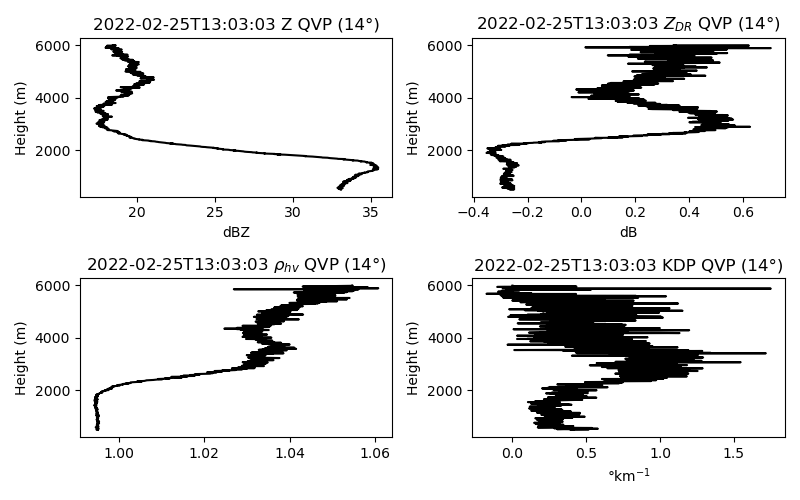 2022-02-25T13:03:03 Z QVP (14°)
Height (m)
6000
4000
2000
20
25
30
35
dBZ
2022-02-25T13:03:03 Z_DR QVP (14°)
Height (m)
6000
4000
2000
−0.4
−0.2
0.0
0.2
0.4
0.6
dB
2022-02-25T13:03:03 ρ_hv QVP (14°)
Height (m)
6000
4000
2000
1.00
1.02
1.04
1.06
2022-02-25T13:03:03 KDP QVP (14°)
Height (m)
6000
4000
2000
0.0
0.5
1.0
1.5
°km⁻¹